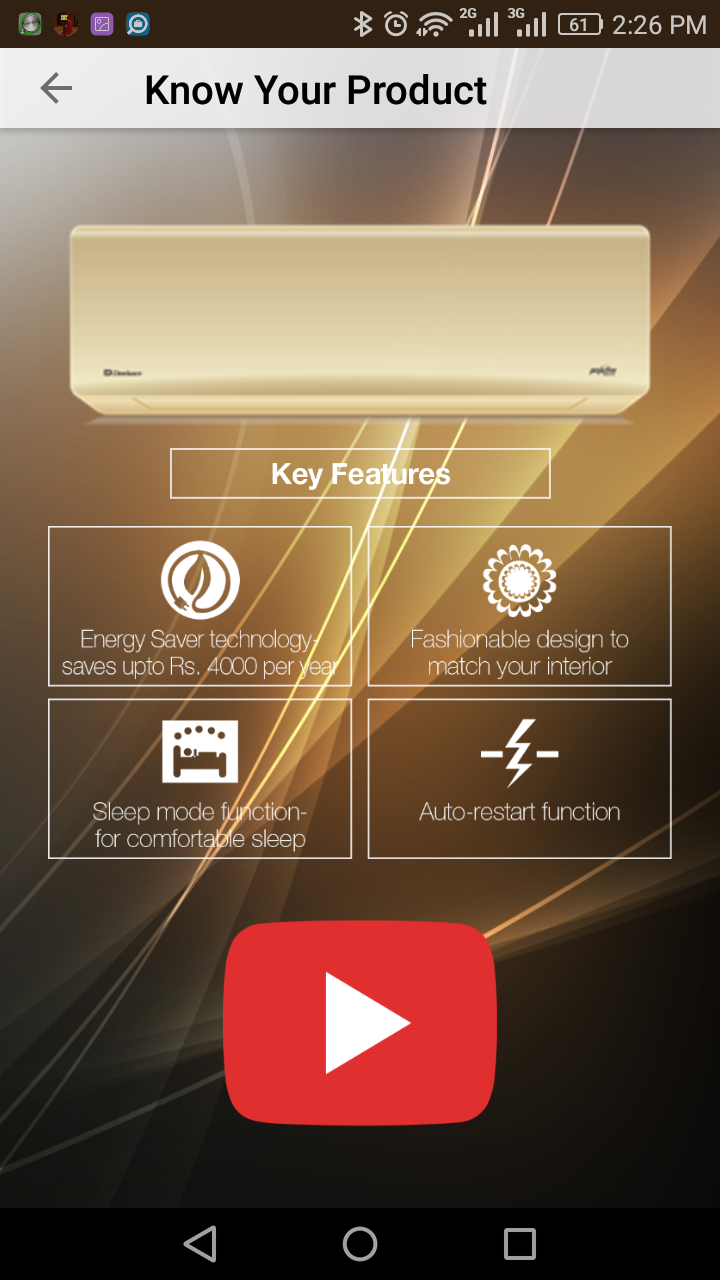 2G 3G 61 2:26 PM
Know Your Product
Key Features
Energy Saver technology-
saves upto Rs. 4000 per year
Fashionable design to
match your interior
Sleep mode function-
for comfortable sleep
Auto-restart function